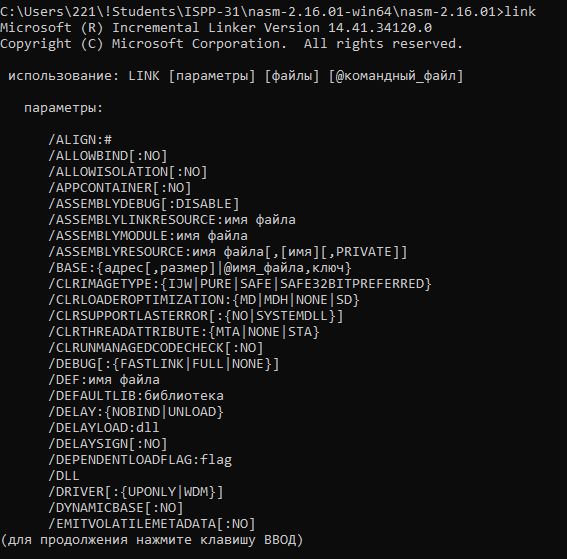 C:\Users\221\!Students\ISPP-31\nasm-2.16.01-win64\nasm-2.16.01>link
Microsoft (R) Incremental Linker Version 14.41.34120.0
Copyright (C) Microsoft Corporation.  All rights reserved.
использование: LINK [параметры] [файлы] [@командный_файл]
параметры:
/ALIGN:#
/ALLOWBIND[:NO]
/ALLOWISOLATION[:NO]
/APPCONTAINER[:NO]
/ASSEMBLYDEBUG[:DISABLE]
/ASSEMBLYLINKRESOURCE:имя файла
/ASSEMBLYMODULE:имя файла
/ASSEMBLYRESOURCE:имя файла[,[имя][,PRIVATE]]
/BASE:{адрес[,размер]|@имя_файла,ключ}
/CLRIMAGETYPE:{IJW|PURE|SAFE|SAFE32BITPREFERRED}
/CLRLOADEROPTIMIZATION:{MD|MDH|NONE|SD}
/CLRSUPPORTLASTERROR[:{NO|SYSTEMDLL}]
/CLRTHREADATTRIBUTE:{MTA|NONE|STA}
/CLRUNMANAGEDCODECHECK[:NO]
/DEBUG[:{FASTLINK|FULL|NONE}]
/DEF:имя файла
/DEFAULTLIB:библиотека
/DELAY:{NOBIND|UNLOAD}
/DELAYLOAD:dll
/DELAYSIGN[:NO]
/DEPENDENTLOADFLAG:flag
/DLL
/DRIVER[:{UPONLY|WDM}]
/DYNAMICBASE[:NO]
/EMITVOLATILEMETADATA[:NO]
(для продолжения нажмите клавишу ВВОД)